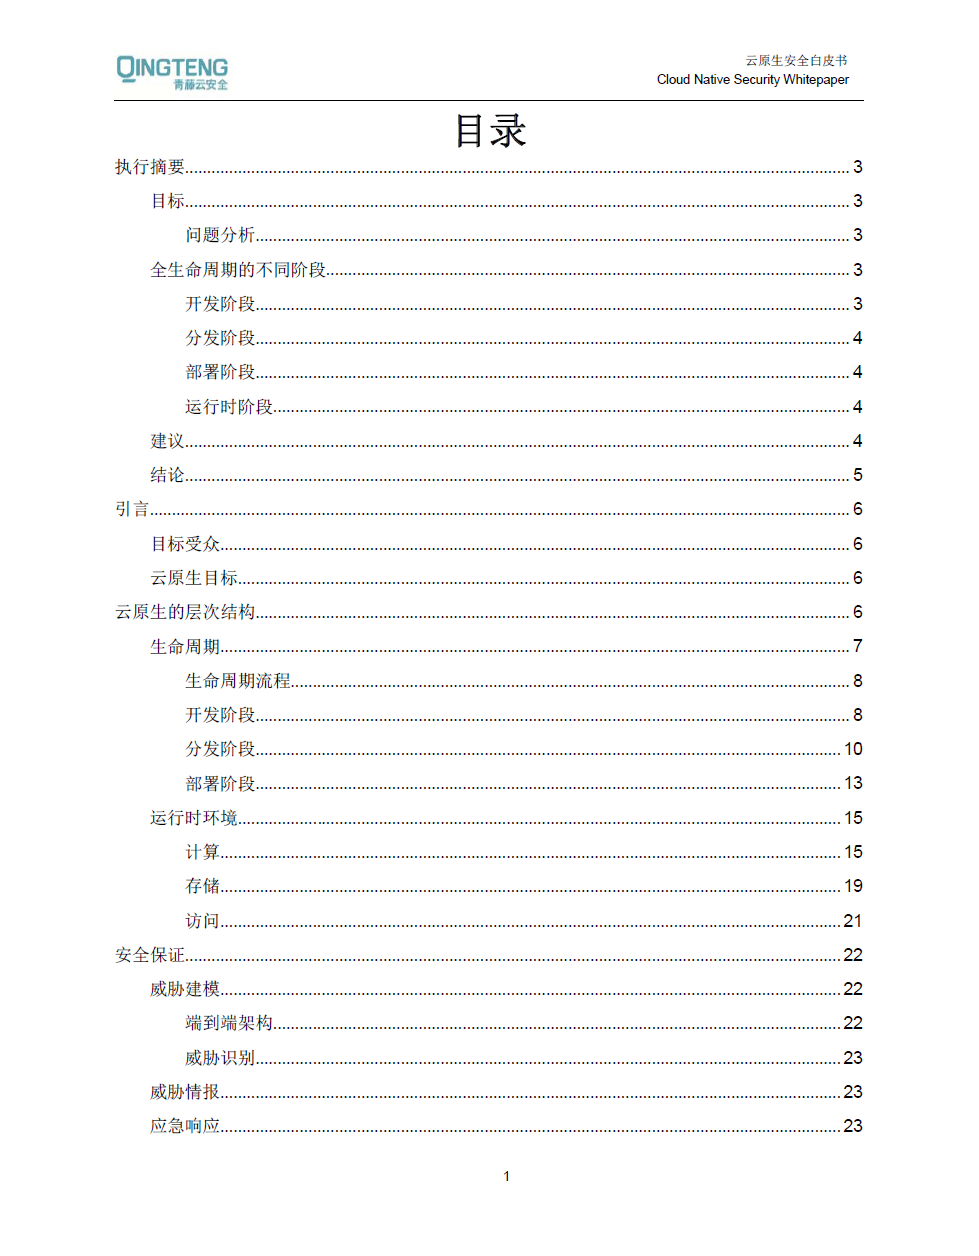 QINGTENG
青藤云安全
云原生安全白皮书
Cloud Native Security Whitepaper
目录
执行摘要 3
目标 3
问题分析 3
全生命周期的不同阶段 3
开发阶段 3
分发阶段 4
部署阶段 4
运行时阶段 4
建议 4
结论 5
引言 6
目标受众 6
云原生目标 6
云原生的层次结构 6
生命周期 7
生命周期流程 8
开发阶段 8
分发阶段 10
部署阶段 13
运行时环境 15
计算 15
存储 19
访问 21
安全保证 22
威胁建模 22
端到端架构 22
威胁识别 23
威胁情报 23
应急响应 23
1